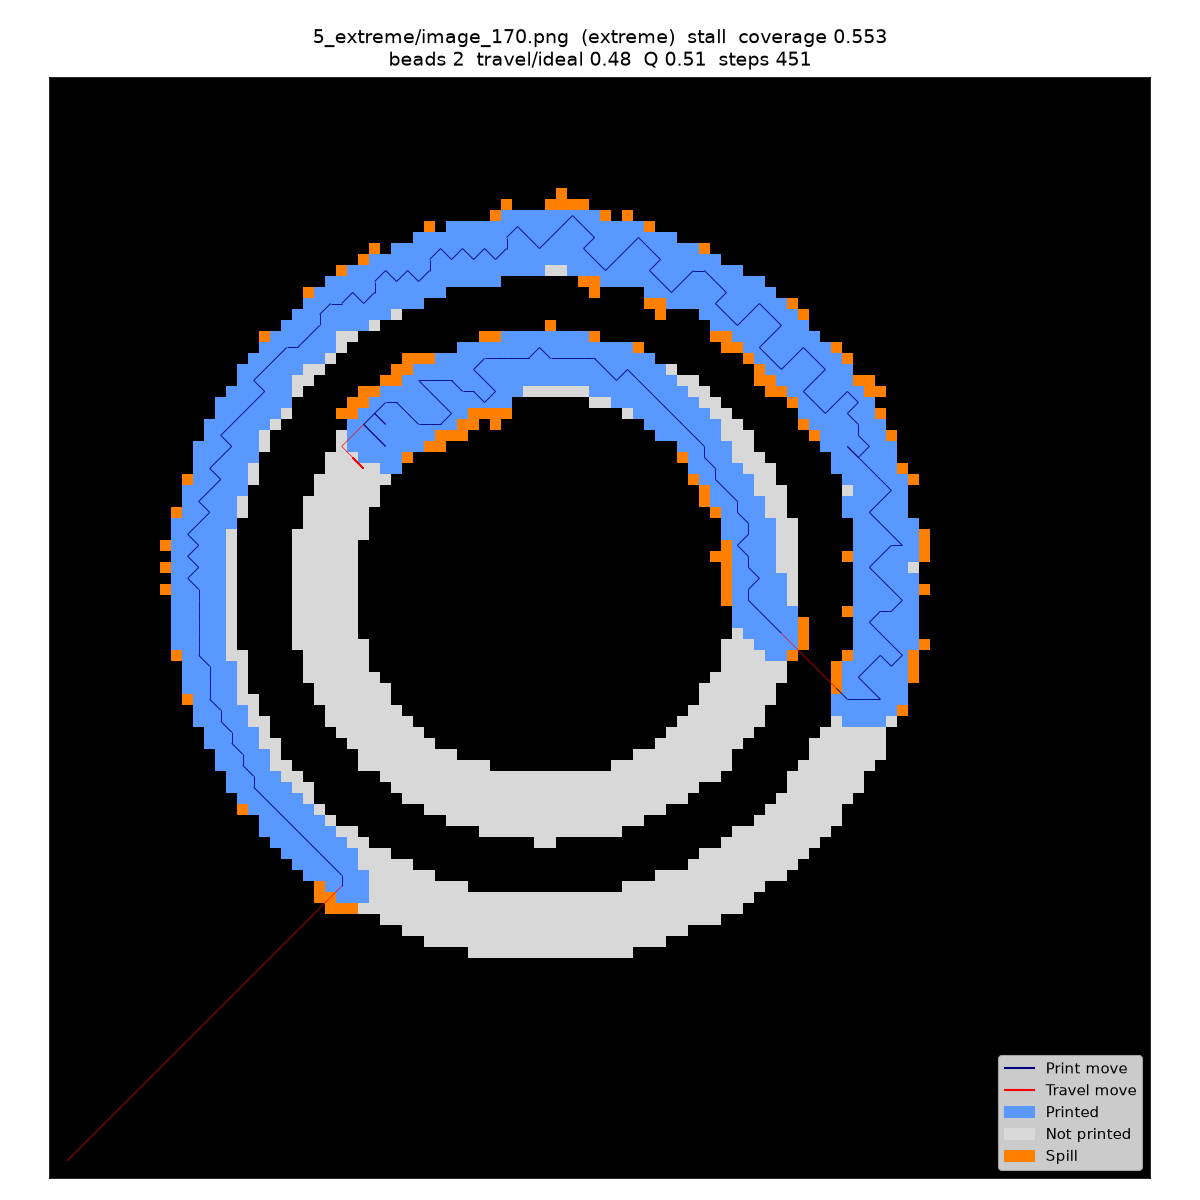 5_extreme/image_170.png  (extreme)  stall  coverage 0.553
beads 2  travel/ideal 0.48  Q 0.51  steps 451
Print move
Travel move
Printed
Not printed
Spill